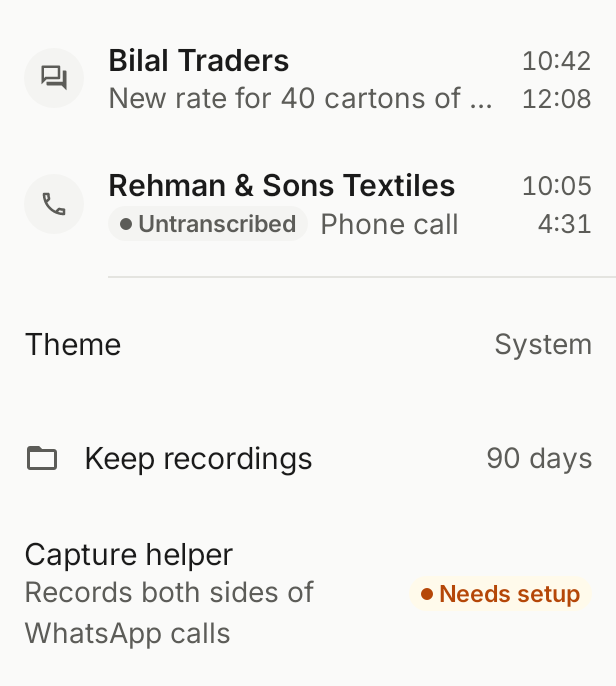 Bilal Traders 10:42
New rate for 40 cartons of ... 12:08
Rehman & Sons Textiles 10:05
Untranscribed Phone call 4:31
Theme System
Keep recordings 90 days
Capture helper
Records both sides of Needs setup
WhatsApp calls